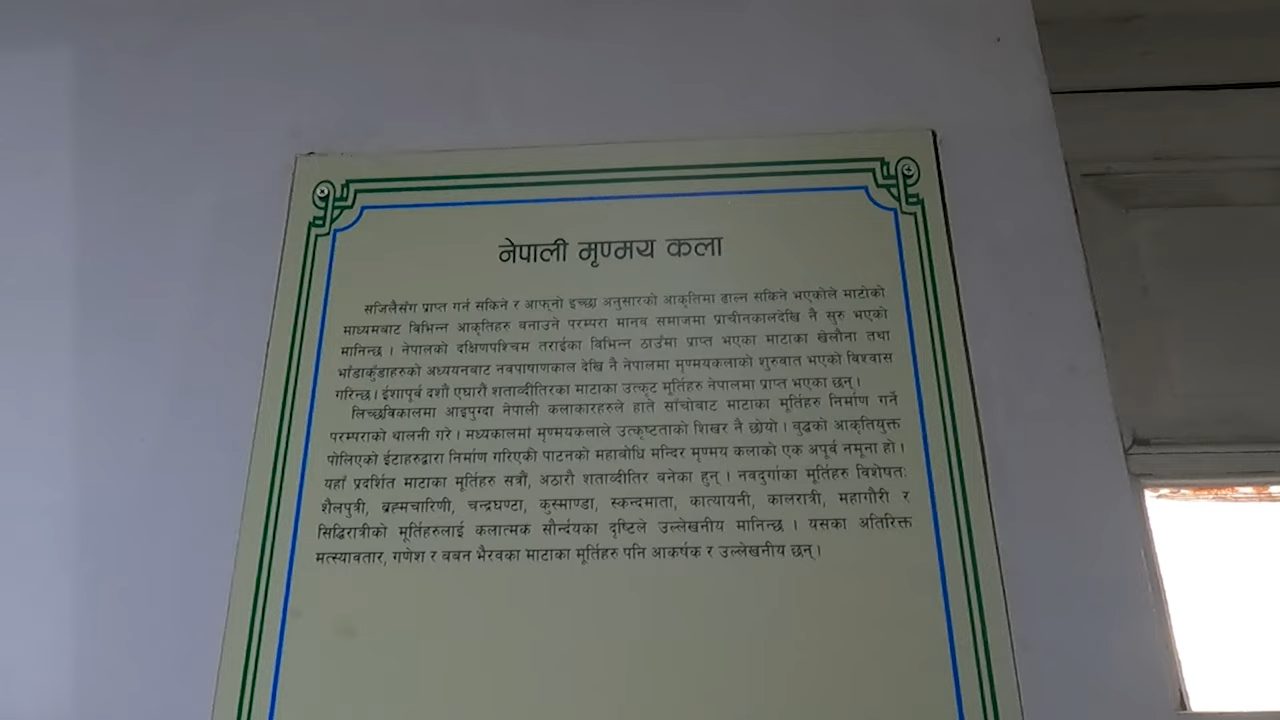 नेपाली मृण्मय कला
सजिलैसँग प्राप्त गर्न सकिने र आफ्‌नो इच्छा अनुसारको आकृतिमा ढाल्न सकिने भएकोले माटोको
माध्यमबाट विभिन्न आकृतिहरु बनाउने परम्परा मानव समाजमा प्राचीनकालदेखि नै सुरु भएको
मानिन्छ । नेपालको दक्षिणपश्चिम तराईका विभिन्न ठाउँमा प्राप्त भएका माटाका खेलौना तथा
भाँडाकुँडाहरुको अध्ययनबाट नवपाषाणकाल देखि नै नेपालमा मृण्मयकलाको शुरुवात भएको विश्वास
गरिन्छ । ईशापूर्व दशौं एघारौं शताब्दीतिरका माटाका उत्कृट मूर्तिहरु नेपालमा प्राप्त भएका छन् ।
लिच्छविकालमा आइपुग्दा नेपाली कलाकारहरुले हाते साँचोबाट माटाका मूर्तिहरु निर्माण गर्ने
परम्पराको थालनी गरे । मध्यकालमा मृण्मयकलाले उत्कृष्टताको शिखर नै छोयो । वुद्धको आकृतियुक्त
पोलिएको ईटाहरुद्वारा निर्माण गरिएको पाटनको महाबोधि मन्दिर मृण्मय कलाको एक अपूर्व नमूना हो ।
यहाँ प्रदर्शित माटाका मूर्तिहरु सत्रौं, अठारौं शताब्दीतिर बनेका हुन् । नवदुर्गाका मूर्तिहरु विशेषतः
शैलपुत्री, ब्रह्मचारिणी, चन्द्रघण्टा, कुस्माण्डा, स्कन्दमाता, कात्यायनी, कालरात्री, महागौरी र
सिद्धिरात्रीको मूर्तिहरुलाई कलात्मक सौर्न्दयका दृष्टिले उल्लेखनीय मानिन्छ । यसका अतिरिक्त
मत्स्यावतार, गणेश र बबन भैरवका माटाका मूर्तिहरु पनि आकर्षक र उल्लेखनीय छन् ।